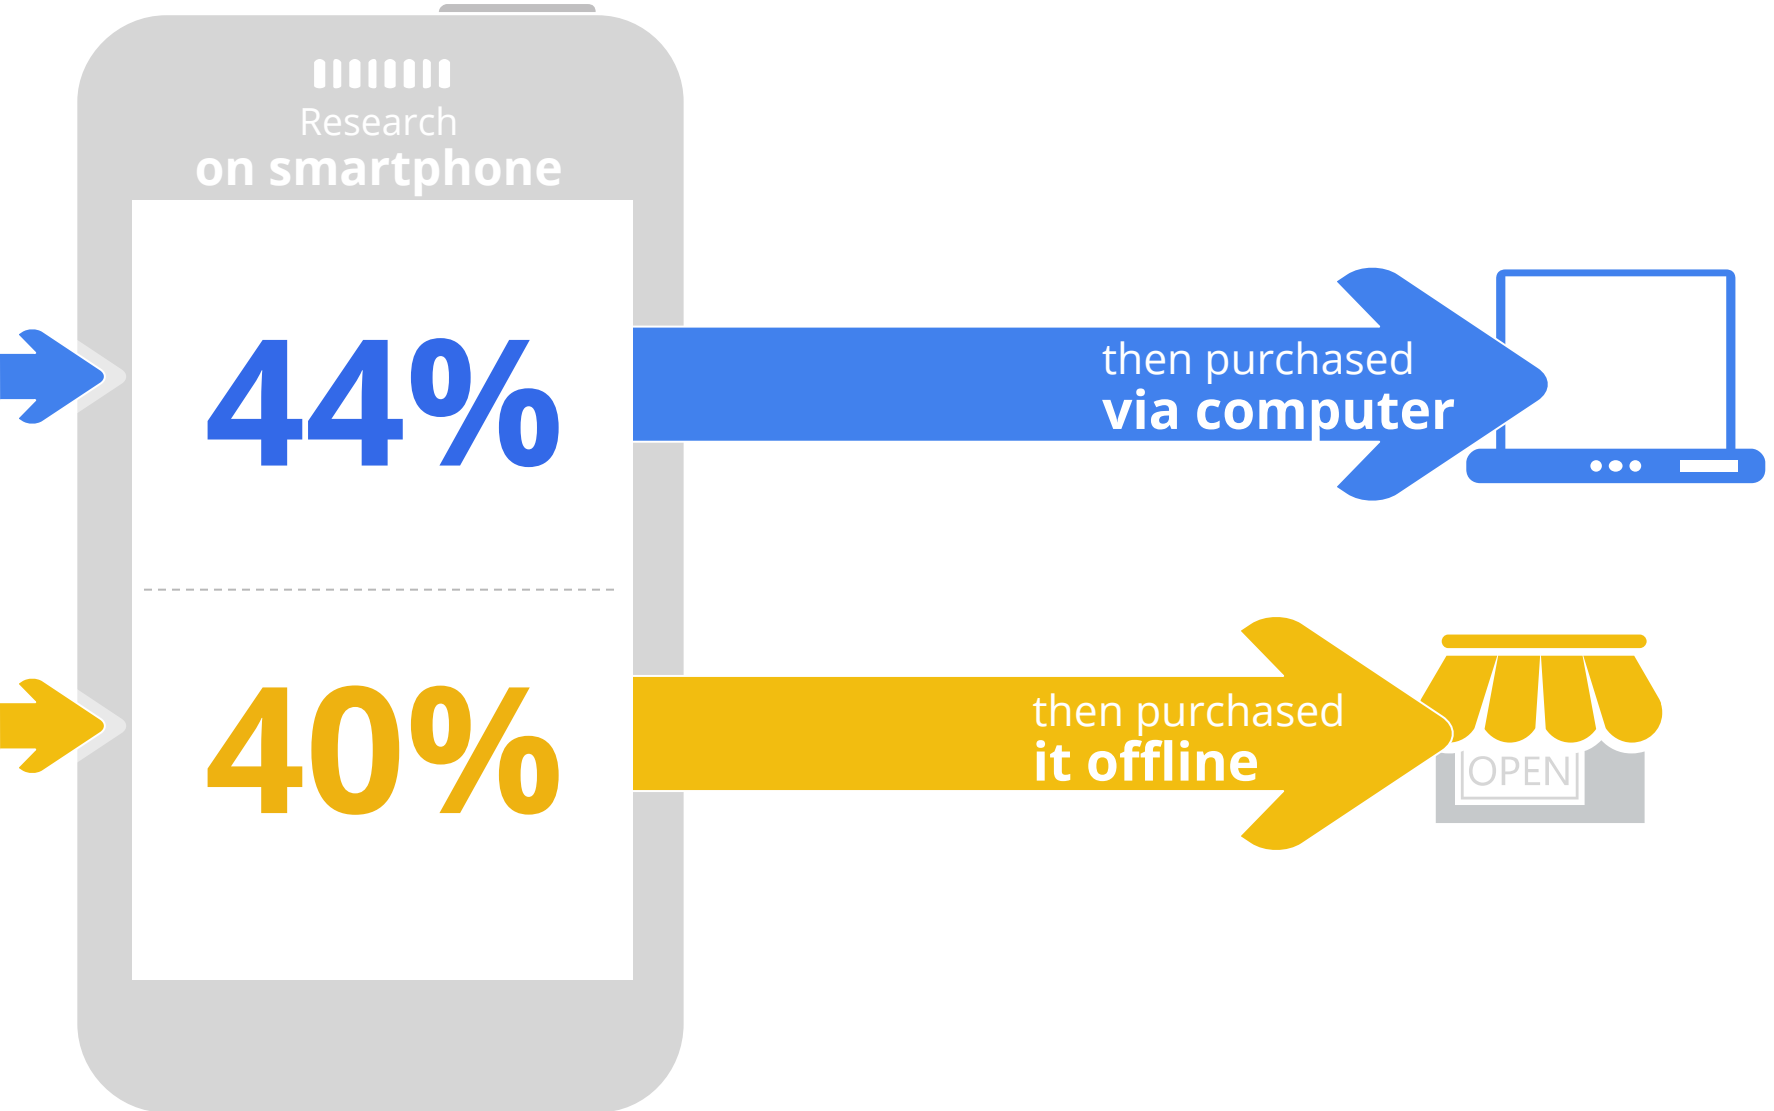 Research
on smartphone
44%
then purchased
via computer
40%
then purchased
it offline
OPEN